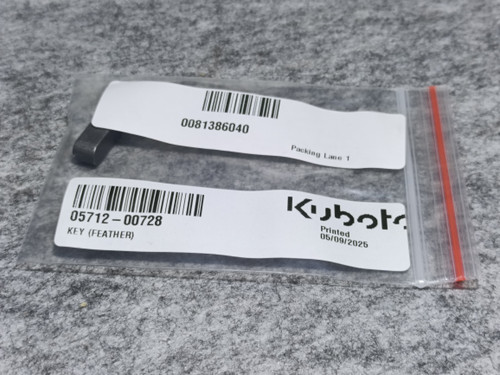 0081386040
Packing Lane 1
05712-00728
KEY (FEATHER)
Kubota
Printed
05/09/2025